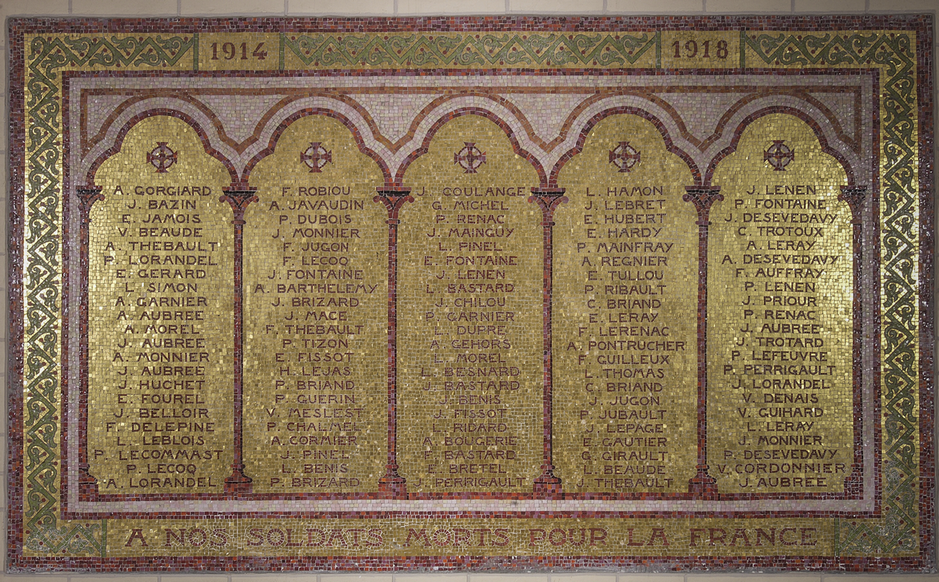 1914
1918
A. GORGIARD
J. BAZIN
E. JAMOIS
V. BEAUDE
A. THEBAULT
P. LORANDEL
E. GERARD
L. SIMON
A. GARNIER
A. AUBREE
A. MOREL
J. AUBREE
A. MONNIER
J. AUBREE
J. HUCHET
E. FOUREL
J. BELLOIR
F. DELEPINE
L. LEBLOIS
P. LECOMMAST
P. LECOQ
A. LORANDEL
F. ROBIOU
A. JAVAUDIN
P. DUBOIS
J. MONNIER
F. JUGON
F. LECOQ
J. FONTAINE
A. BARTHELEMY
J. BRIZARD
J. MACE
F. THEBAULT
P. TIZON
E. FISSOT
H. LEJAS
P. BRIAND
P. GUERIN
V. MESLEST
P. CHALMEL
A. CORMIER
J. PINEL
L. BENIS
P. BRIZARD
J. COULANGE
G. MICHEL
P. RENAC
J. MAINGUY
L. PINEL
E. FONTAINE
J. LENEN
L. BASTARD
J. CHILOU
P. GARNIER
L. DUPRE
A. GEHORS
L. MOREL
L. BESNARD
J. BASTARD
J. BENIS
J. FISSOT
L. RIDARD
A. BOUGERIE
F. BASTARD
E. BRETEL
J. PERRIGAULT
L. HAMON
J. LEBRET
E. HUBERT
E. HARDY
P. MAINFRAY
A. REGNIER
E. TULLOU
P. RIBAULT
C. BRIAND
E. LERAY
F. LERENAC
A. PONTRUCHER
F. GUILLEUX
L. THOMAS
C. BRIAND
J. JUGON
P. JUBAULT
J. LEPAGE
E. GAUTIER
G. GIRAULT
L. BEAUDE
J. THEBAULT
J. LENEN
P. FONTAINE
J. DESEVEDAVY
C. TROTOUX
A. LERAY
A. DESEVEDAVY
F. AUFFRAY
P. LENEN
J. PRIOUR
P. RENAC
J. AUBREE
J. TROTARD
P. LEFEUVRE
P. PERRIGAULT
J. LORANDEL
V. DENAIS
V. GUIHARD
L. LERAY
J. MONNIER
P. DESEVEDAVY
V. CORDONNIER
J. AUBREE
A NOS SOLDATS MORTS POUR LA FRANCE